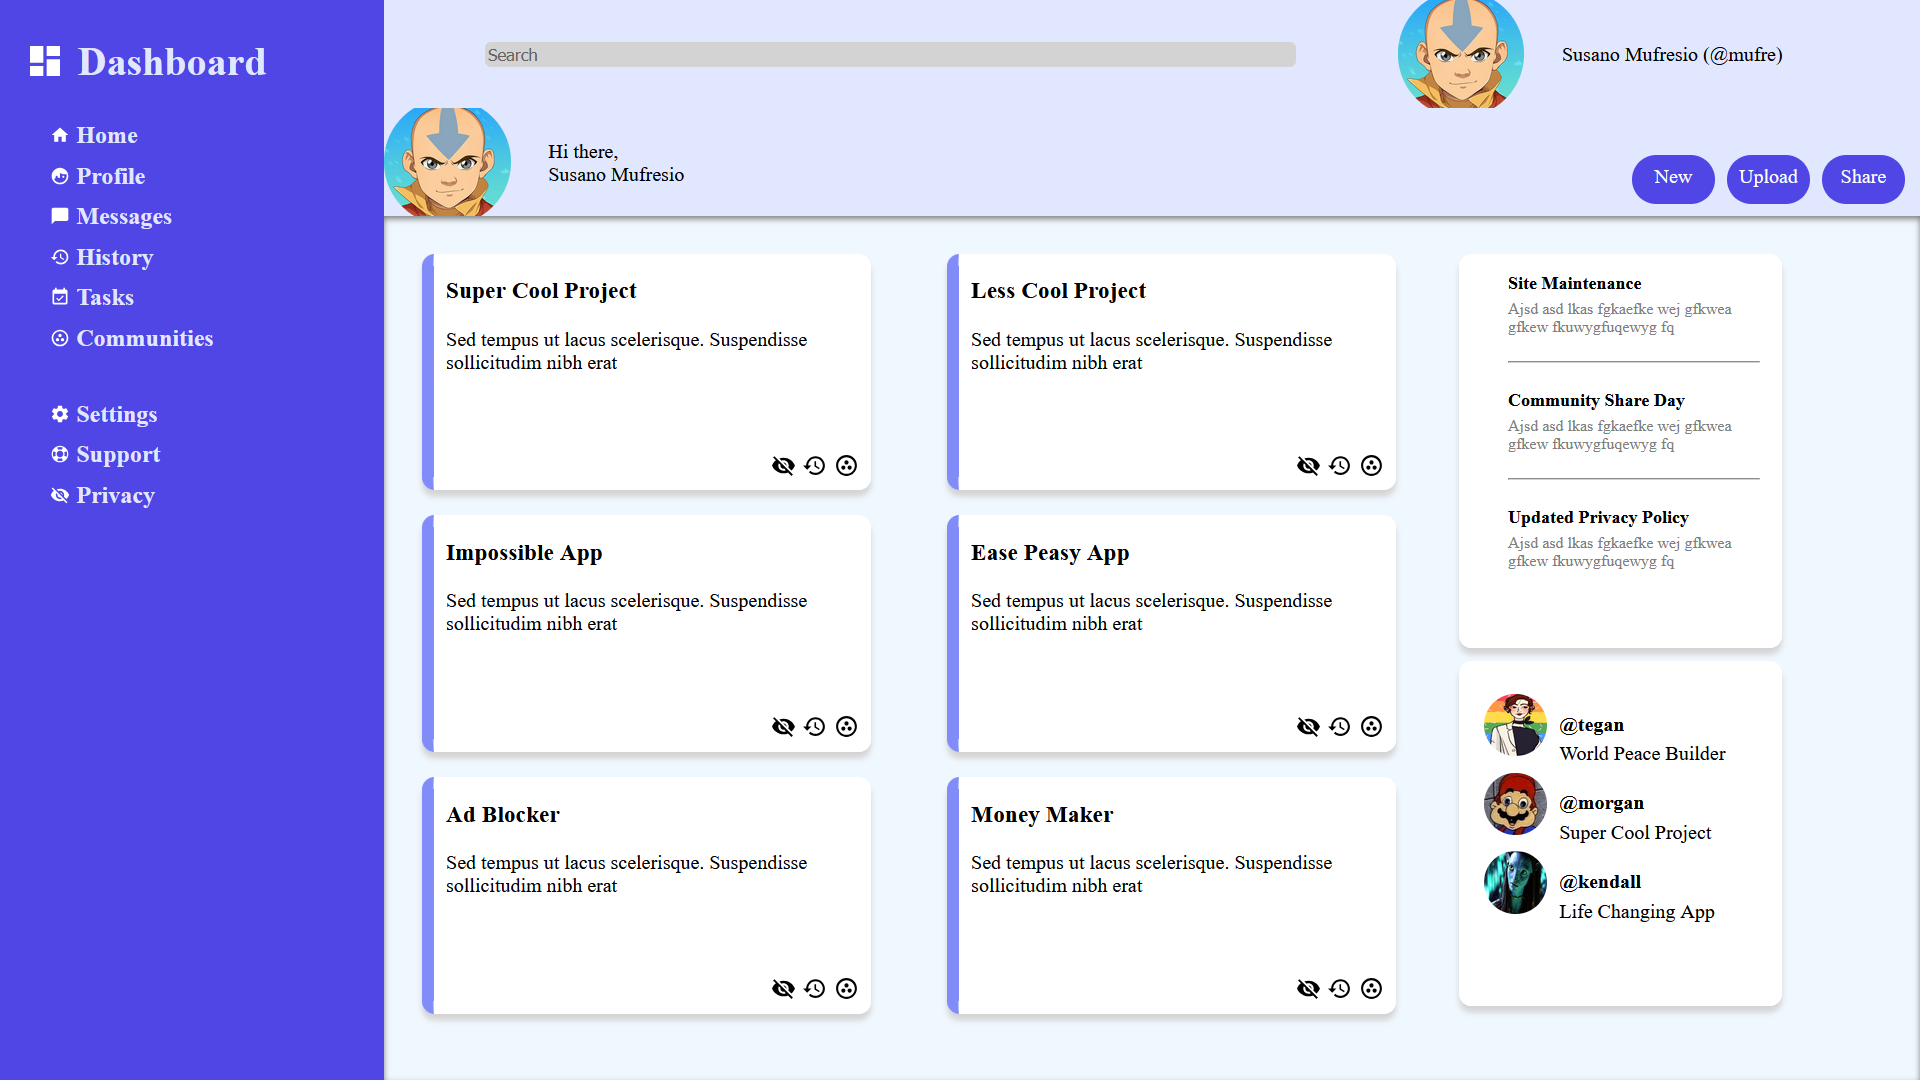 Dashboard
Home
Profile
Messages
History
Tasks
Communities
Settings
Support
Privacy
Search
Susano Mufresio (@mufre)
Hi there,
Susano Mufresio
New
Upload
Share
Super Cool Project
Sed tempus ut lacus scelerisque. Suspendisse
sollicitudim nibh erat
Less Cool Project
Sed tempus ut lacus scelerisque. Suspendisse
sollicitudim nibh erat
Impossible App
Sed tempus ut lacus scelerisque. Suspendisse
sollicitudim nibh erat
Ease Peasy App
Sed tempus ut lacus scelerisque. Suspendisse
sollicitudim nibh erat
Ad Blocker
Sed tempus ut lacus scelerisque. Suspendisse
sollicitudim nibh erat
Money Maker
Sed tempus ut lacus scelerisque. Suspendisse
sollicitudim nibh erat
Site Maintenance
Ajsd asd lkas fgkaefke wej gfkwea
gfkew fkuwygfuqewyg fq
Community Share Day
Ajsd asd lkas fgkaefke wej gfkwea
gfkew fkuwygfuqewyg fq
Updated Privacy Policy
Ajsd asd lkas fgkaefke wej gfkwea
gfkew fkuwygfuqewyg fq
@tegan
World Peace Builder
@morgan
Super Cool Project
@kendall
Life Changing App